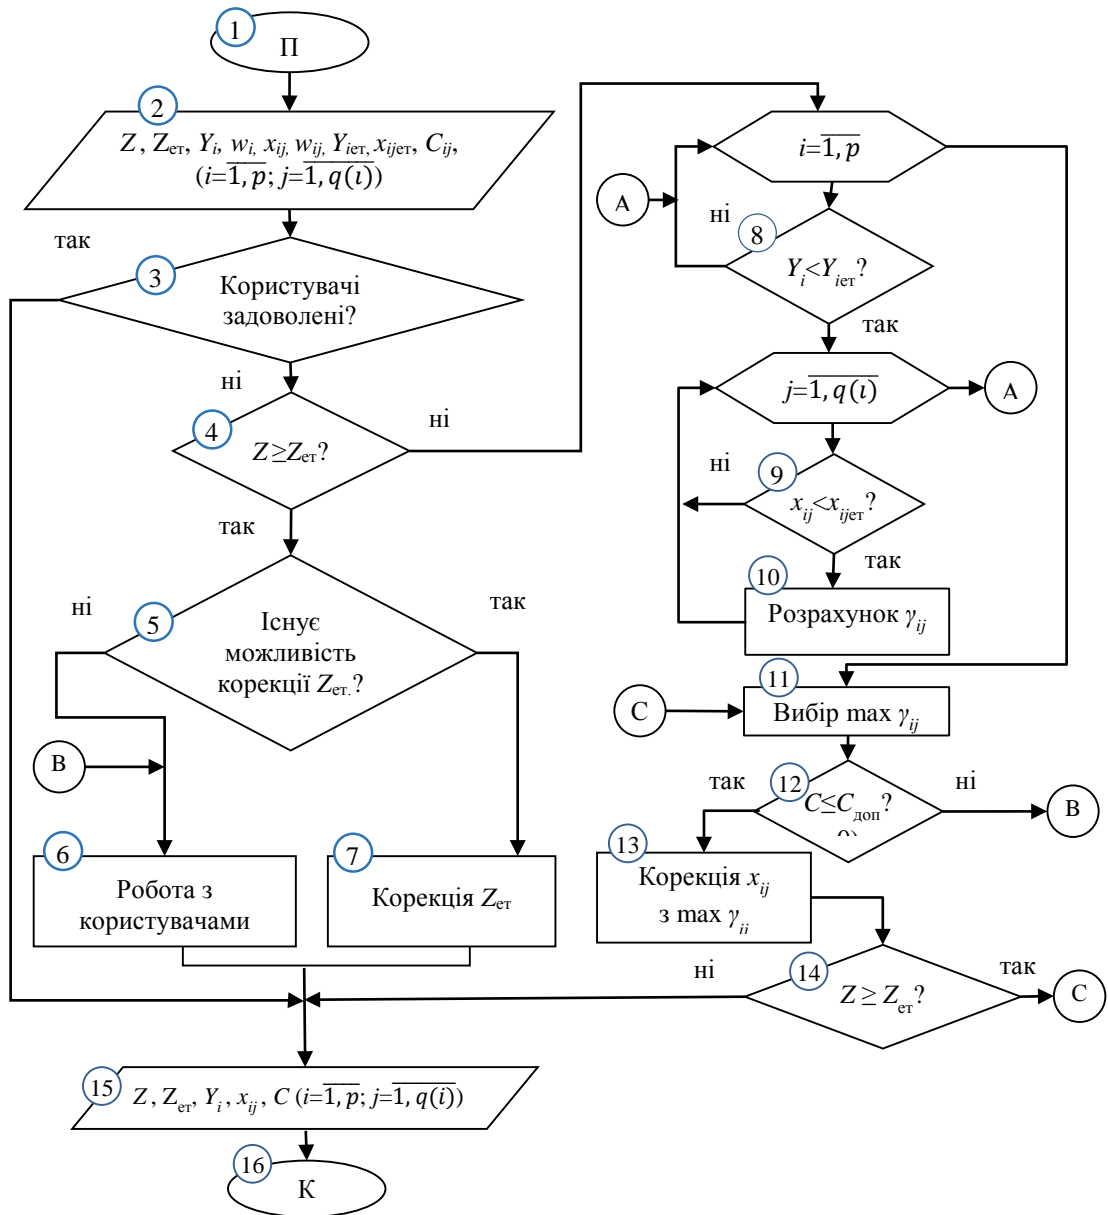 1
П
2
Z, Zет, Yi, wi, xij, wij, Yiет, xijет, Cij,
(i=1,p; j=1,q(i))
так
3
Користувачі
задоволені?
ні
4
Z≥Zет?
ні
так
5
Існує
можливість
корекції Zет.?
ні
так
B
6
Робота з
користувачами
7
Корекція Zет
i=1,p
A
ні
8
Yi<Yiет?
так
j=1,q(i)
A
ні
9
xij<xijет?
так
10
Розрахунок γij
11
C
Вибір max γij
так
12
C≤Cдоп?
ні
B
13
Корекція xij
з max γij
ні
14
Z ≥ Zет?
так
C
15
Z, Zет, Yi, xij, C (i=1,p; j=1,q(i))
16
К